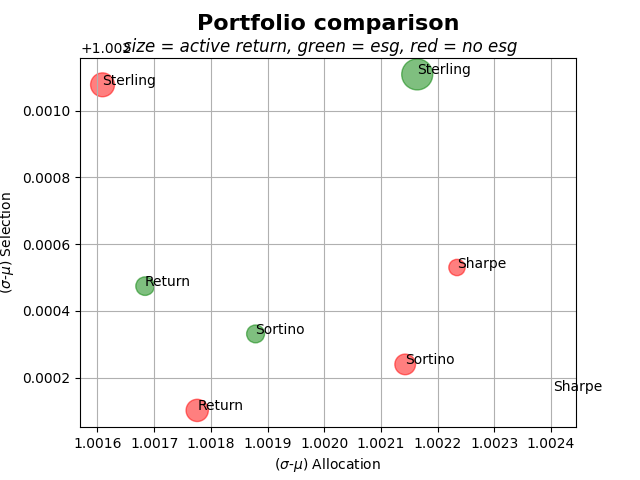 Portfolio comparison
size = active return, green = esg, red = no esg
+1.002
Sterling
Sterling
0.0010
0.0008
0.0006
0.0004
0.0002
(σ-μ) Selection
Sharpe
Return
Sortino
Sortino
Sharpe
Return
1.0016 1.0017 1.0018 1.0019 1.0020 1.0021 1.0022 1.0023 1.0024
(σ-μ) Allocation